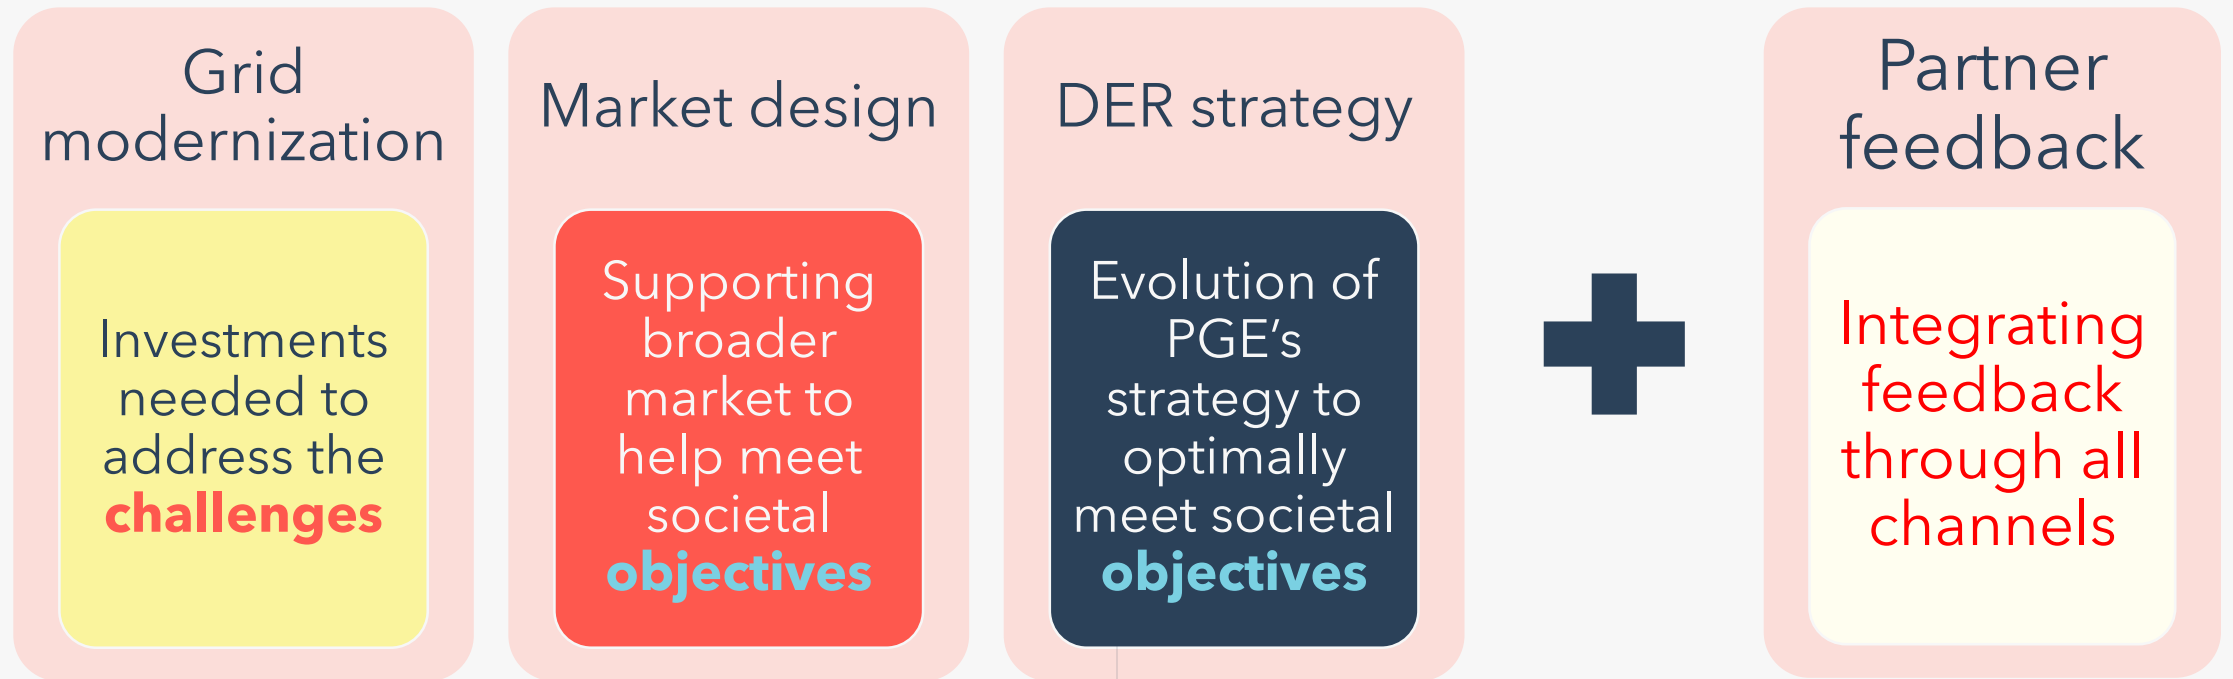 Grid
modernization
Investments
needed to
address the
challenges
Market design
Supporting
broader
market to
help meet
societal
objectives
DER strategy
Evolution of
PGE’s
strategy to
optimally
meet societal
objectives
Partner
feedback
Integrating
feedback
through all
channels